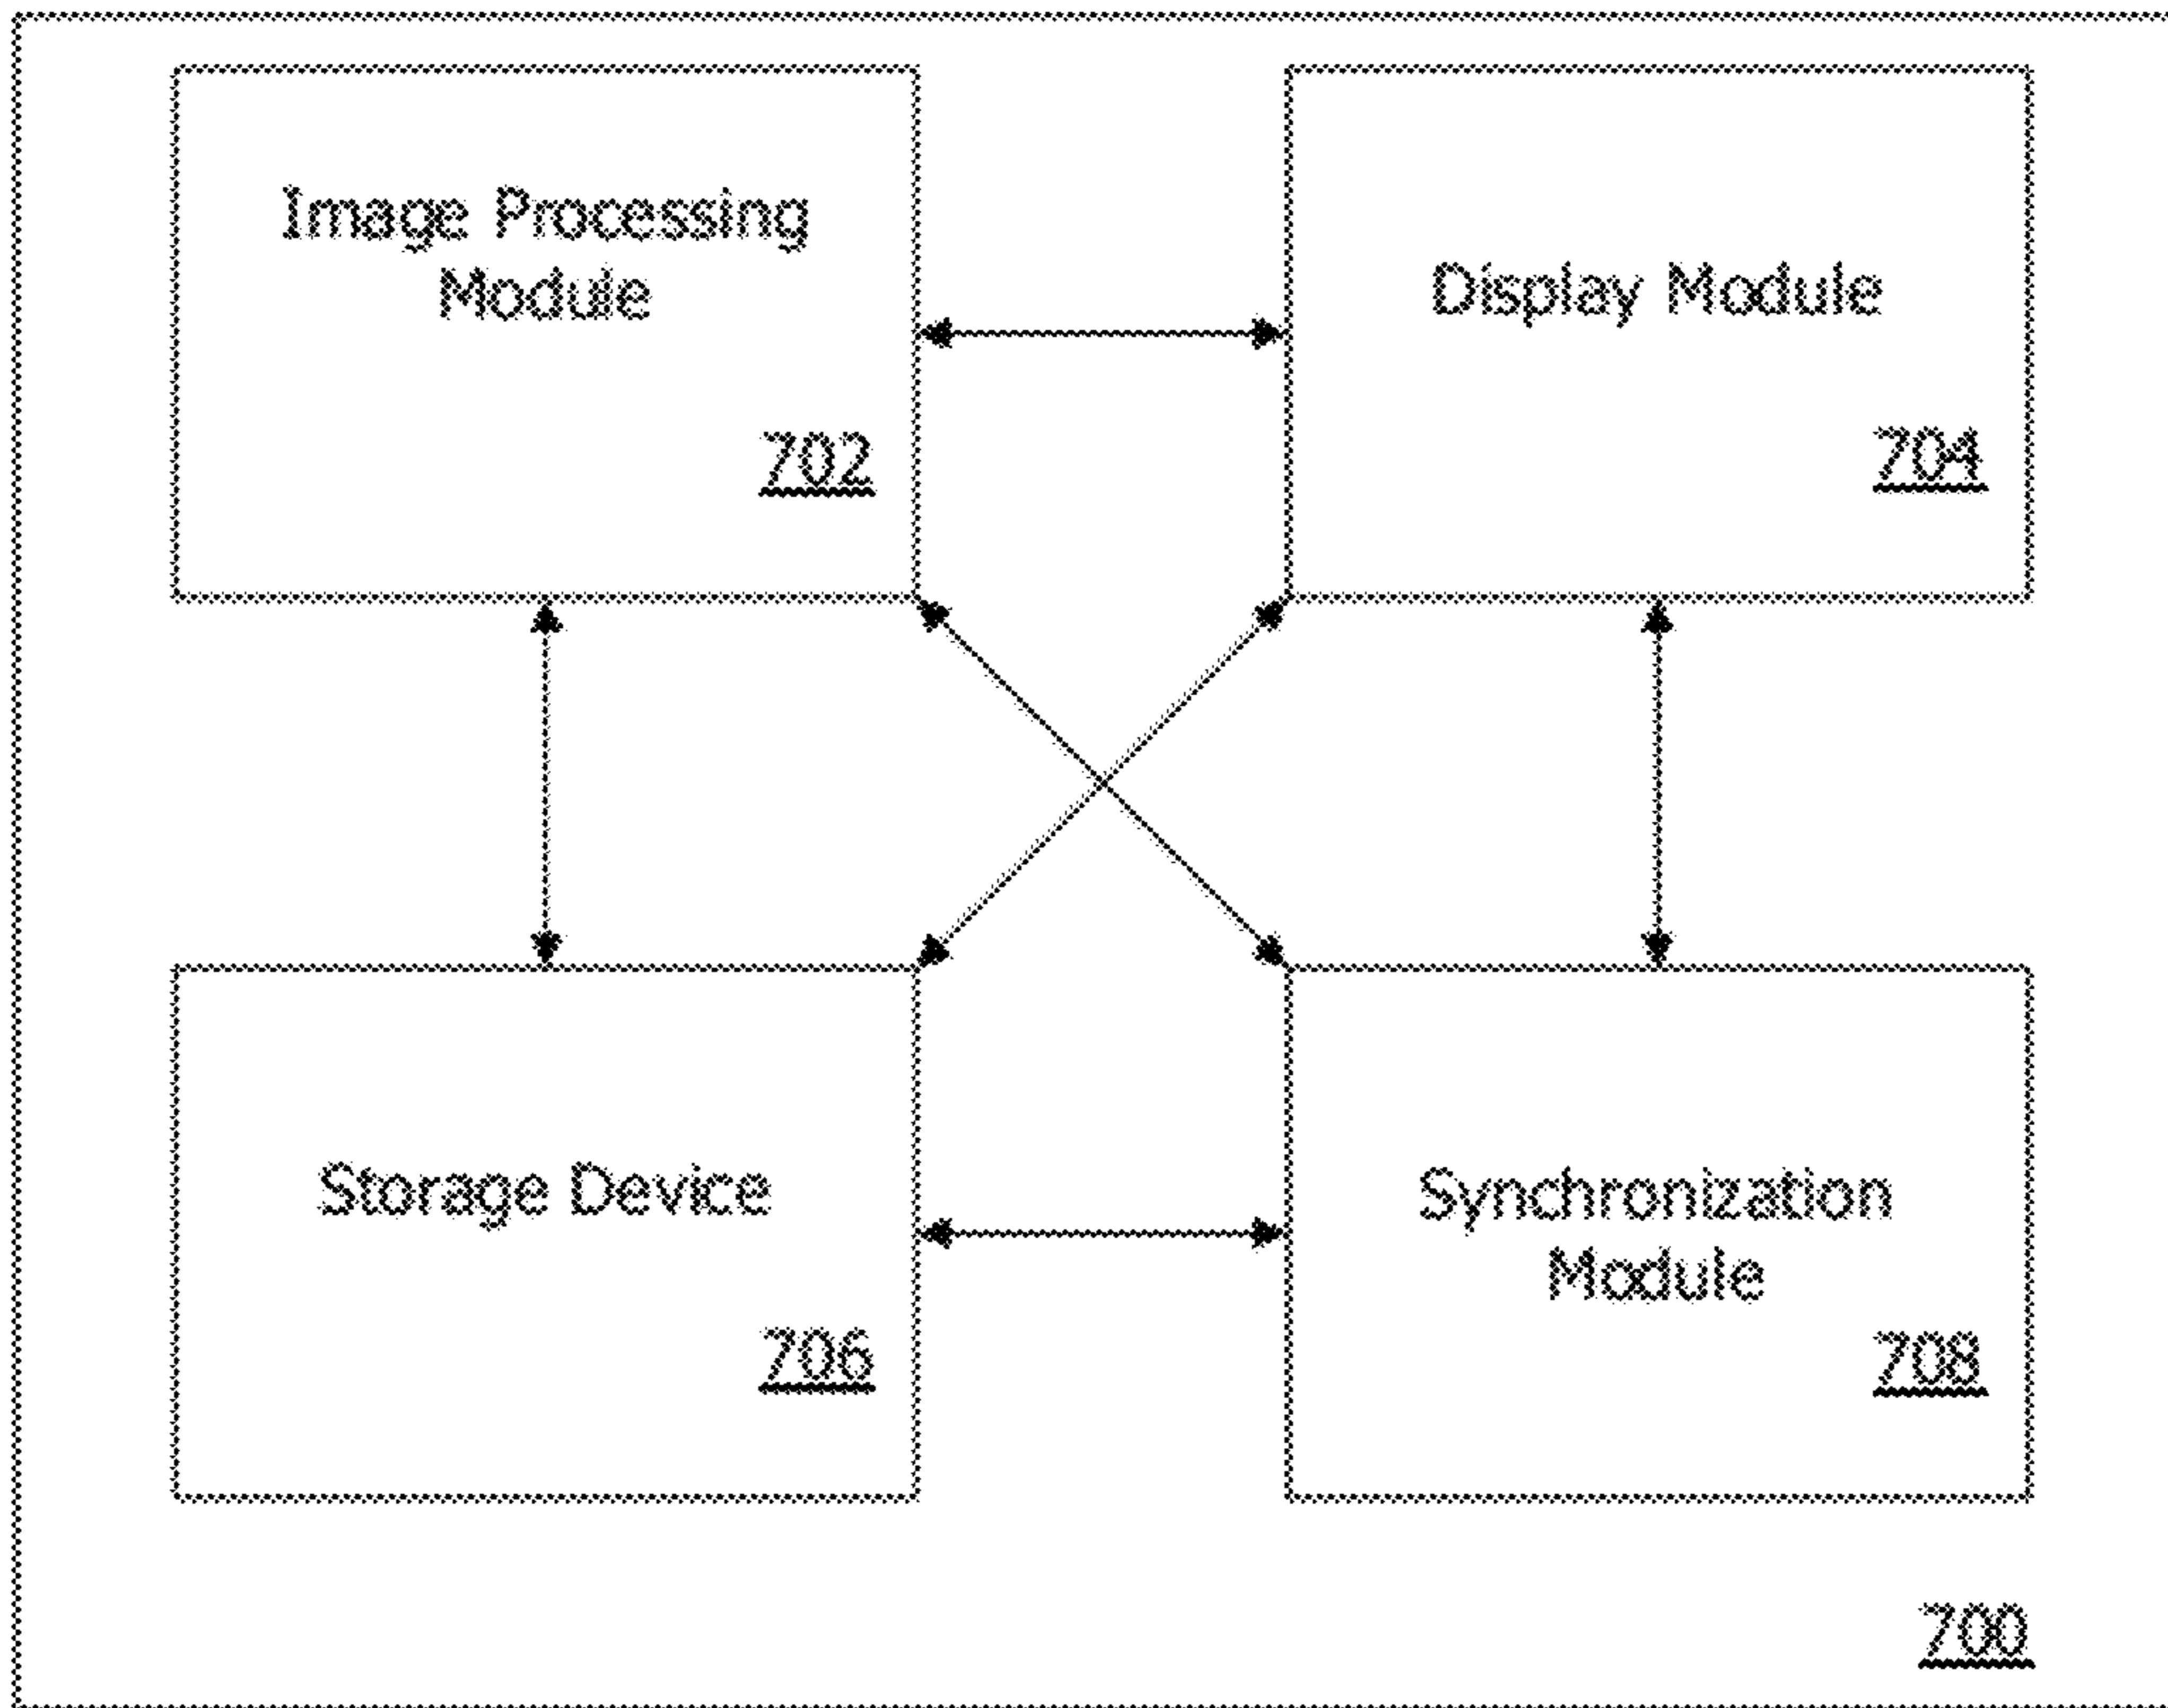 Image Processing
Module
702
Display Module
704
Storage Device
706
Synchronization
Module
708
700